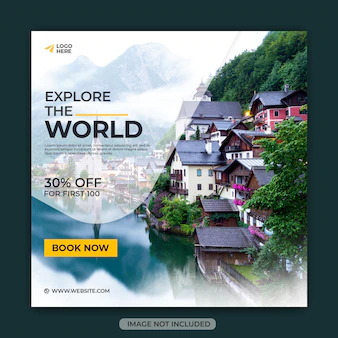 LOGO
HERE
EXPLORE
THE
WORLD
30% OFF
FOR FIRST 100
BOOK NOW
WWW.WEBSITE.COM
IMAGE NOT INCLUDED